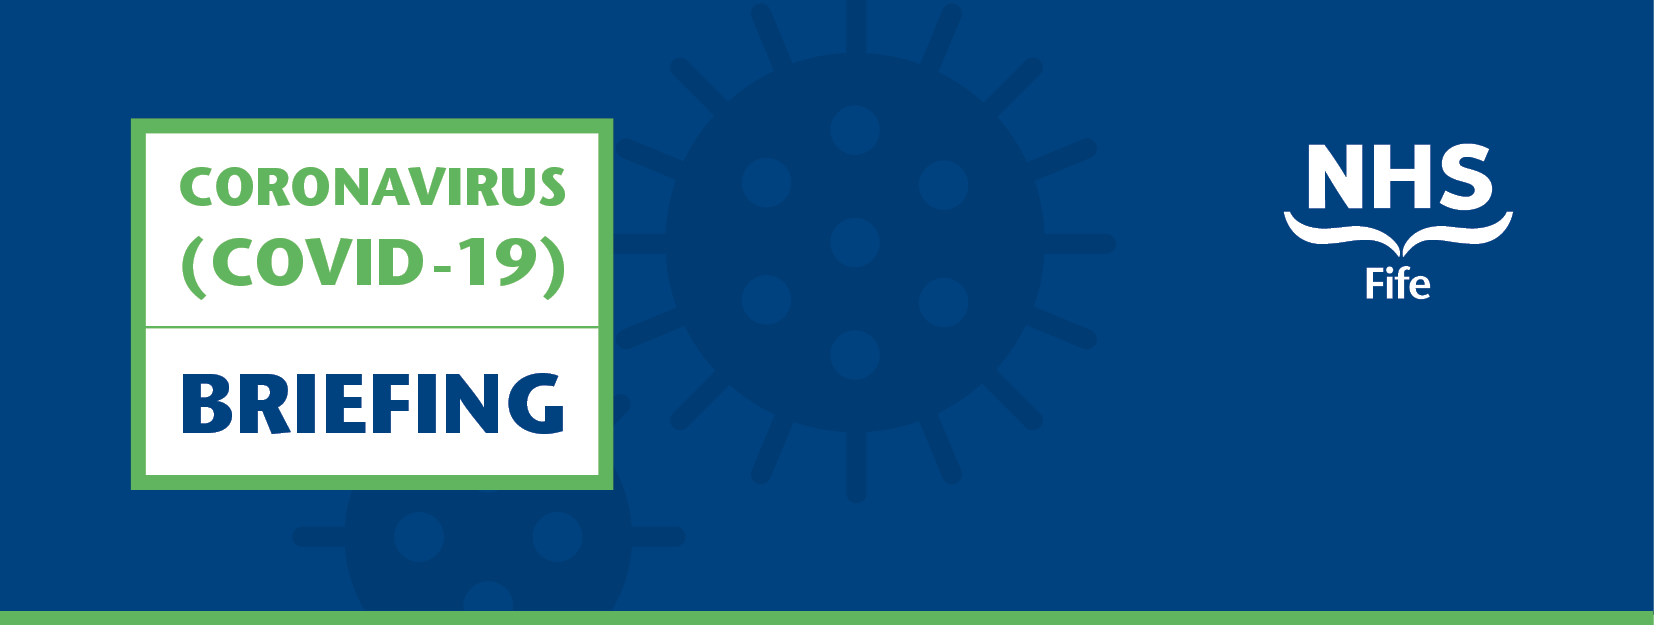 CORONAVIRUS
(COVID-19)
BRIEFING
NHS
Fife